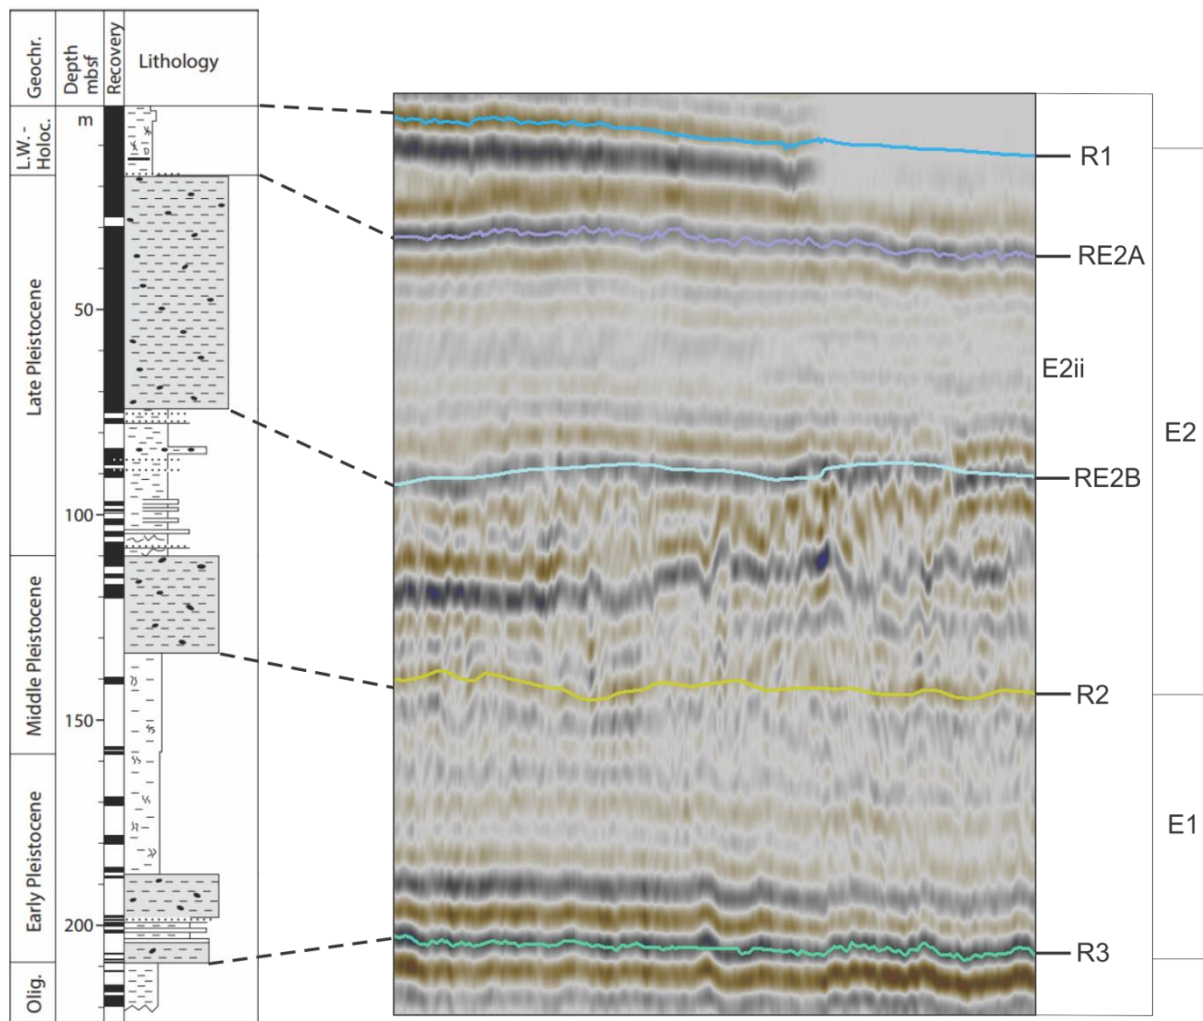 Geochr.
Depth
mbsf
Recovery
Lithology
m
L.W. -
Holoc.
Late Pleistocene
50
100
Middle Pleistocene
150
Early Pleistocene
200
Olig.
R1
RE2A
E2ii
E2
RE2B
R2
E1
R3